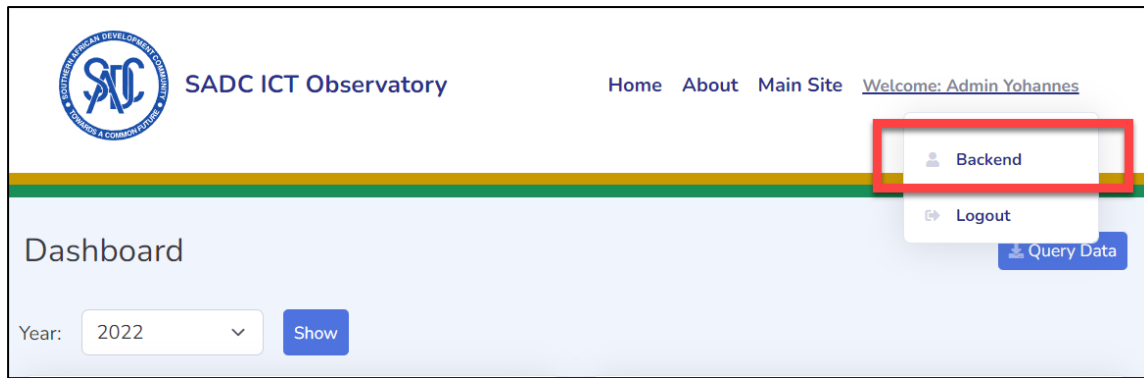 SOUTHERN AFRICAN DEVELOPMENT COMMUNITY
SADC
TOWARDS A COMMON FUTURE
SADC ICT Observatory
Home About Main Site Welcome: Admin Yohannes
Backend
Logout
Dashboard
Query Data
Year: 2022 Show